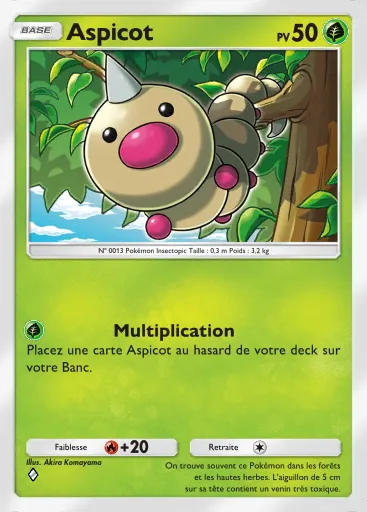 BASE Aspicot PV 50
N° 0013 Pokémon Insectopic Taille : 0,3 m Poids : 3,2 kg
Multiplication
Placez une carte Aspicot au hasard de votre deck sur
votre Banc.
Faiblesse +20 Retraite
Illus. Akira Komayama
On trouve souvent ce Pokémon dans les forêts
et les hautes herbes. L'aiguillon de 5 cm
sur sa tête contient un venin très toxique.